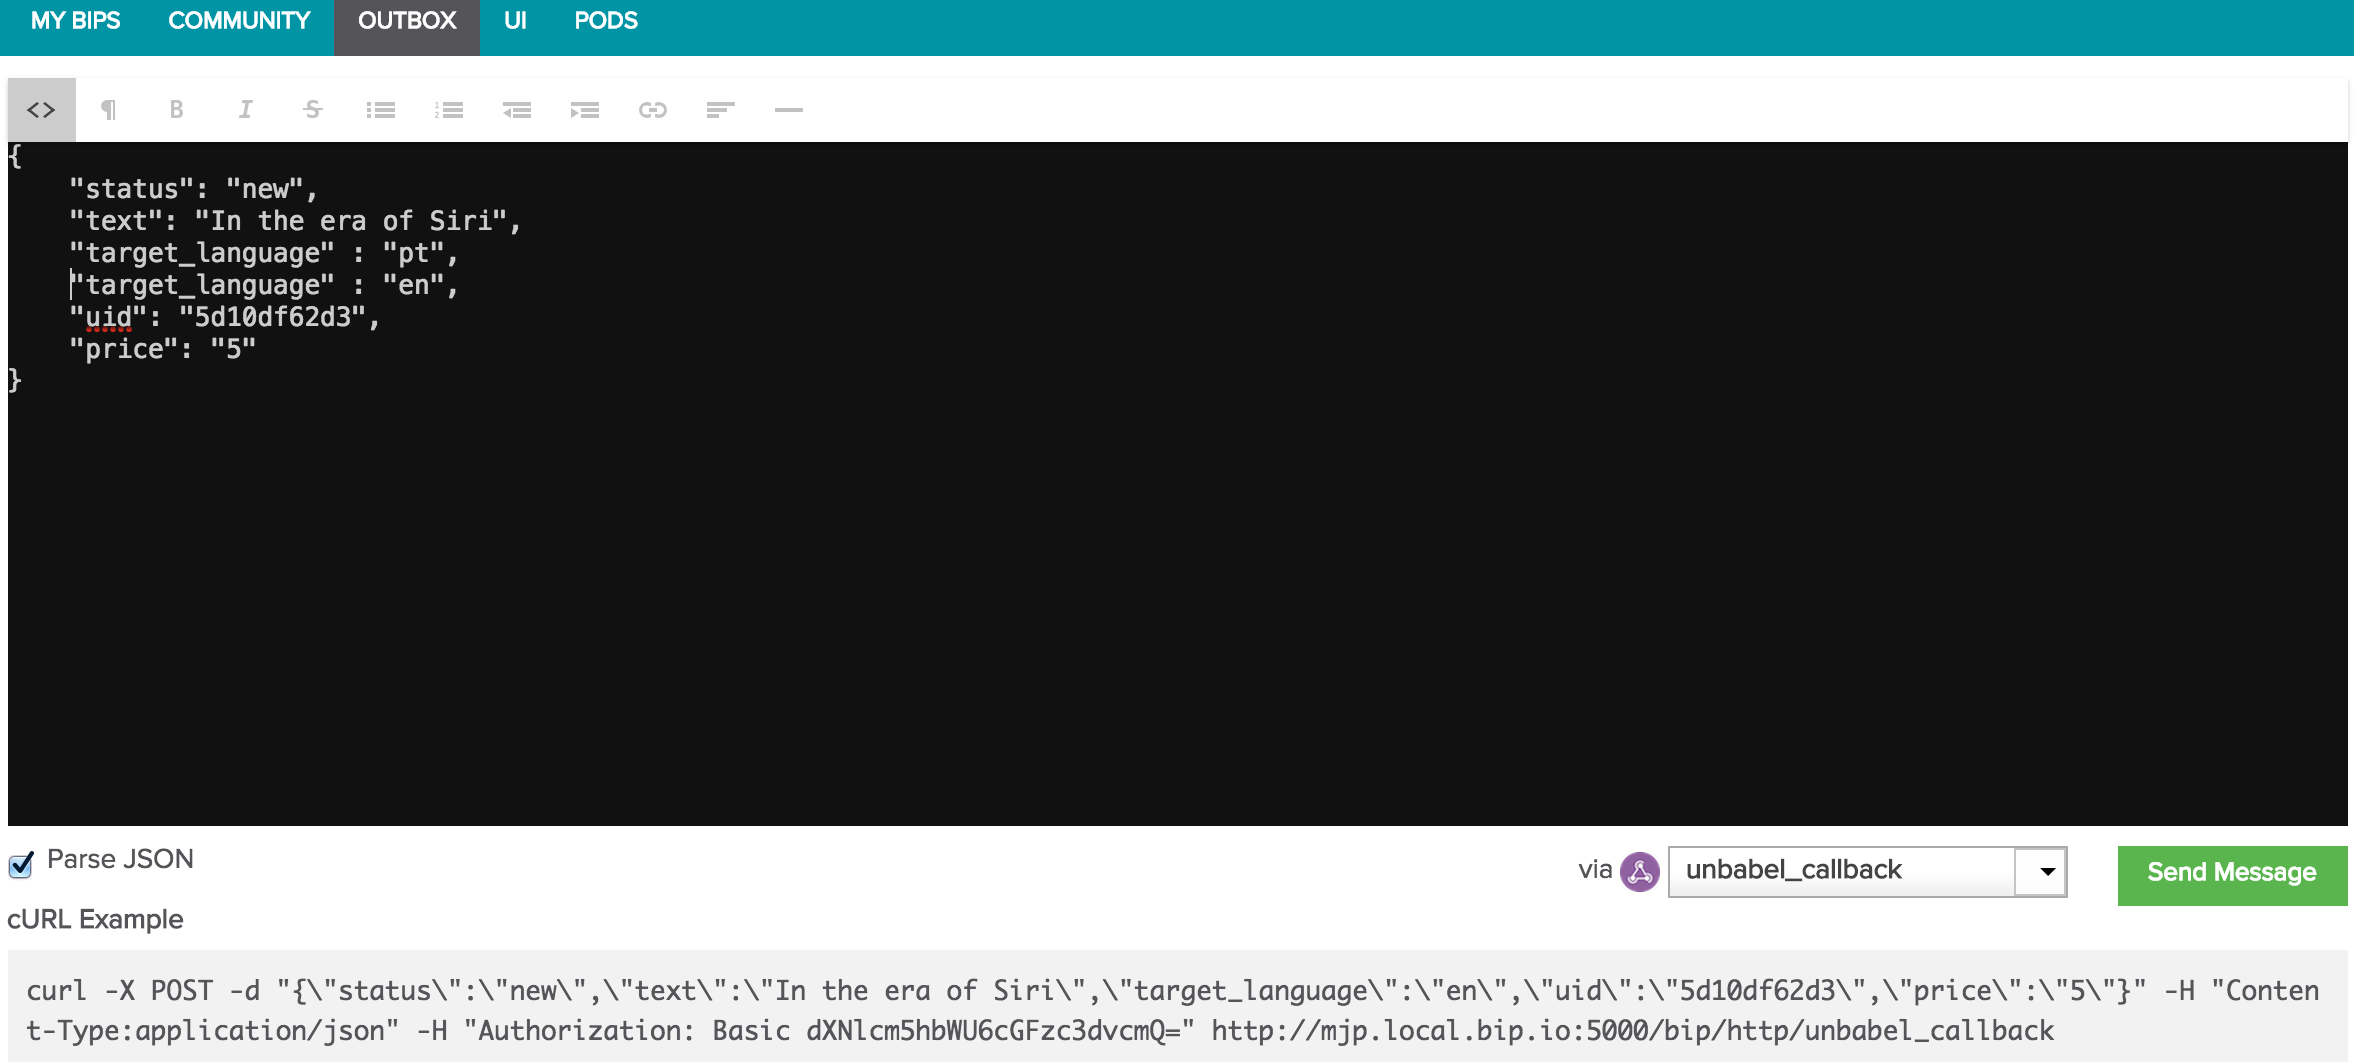 MY BIPS COMMUNITY OUTBOX UI PODS
{
"status": "new",
"text": "In the era of Siri",
"target_language" : "pt",
"target_language" : "en",
"uid": "5d10df62d3",
"price": "5"
}
Parse JSON
via unbabel_callback Send Message
cURL Example
curl -X POST -d "{\"status\":\"new\",\"text\":\"In the era of Siri\",\"target_language\":\"en\",\"uid\":\"5d10df62d3\",\"price\":\"5\"}" -H "Conten
t-Type:application/json" -H "Authorization: Basic dXNlcm5hbWU6cGFzc3dvcmQ=" http://mjp.local.bip.io:5000/bip/http/unbabel_callback